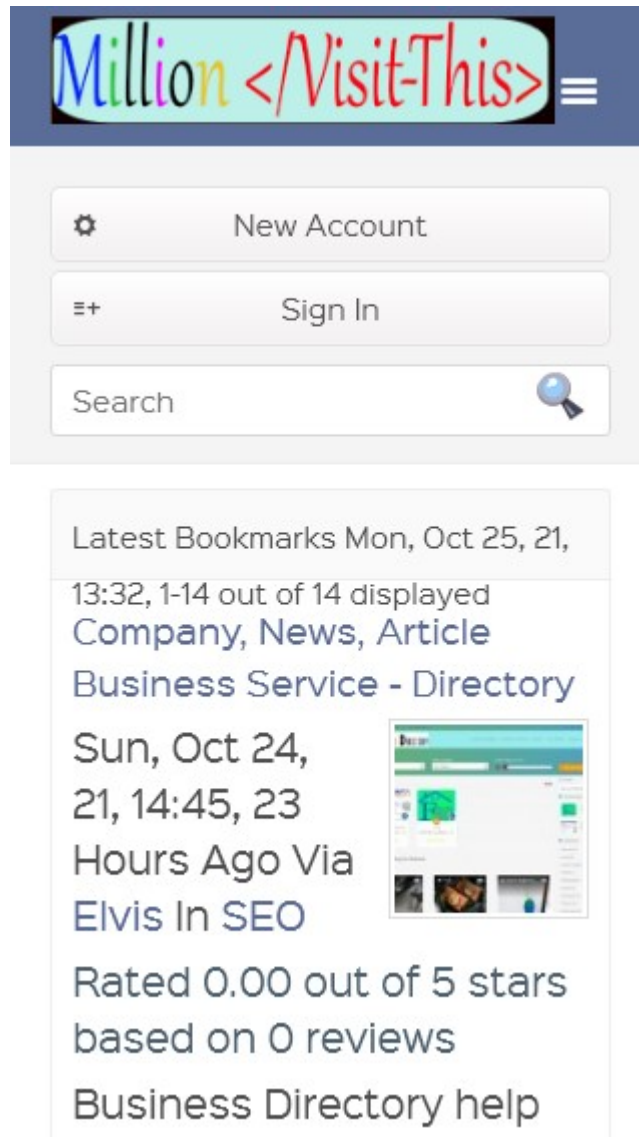 Million </Visit-This>
New Account
Sign In
Search
Latest Bookmarks Mon, Oct 25, 21,
13:32, 1-14 out of 14 displayed
Company, News, Article
Business Service - Directory
Sun, Oct 24,
21, 14:45, 23
Hours Ago Via
Elvis In SEO
Rated 0.00 out of 5 stars
based on 0 reviews
Business Directory help